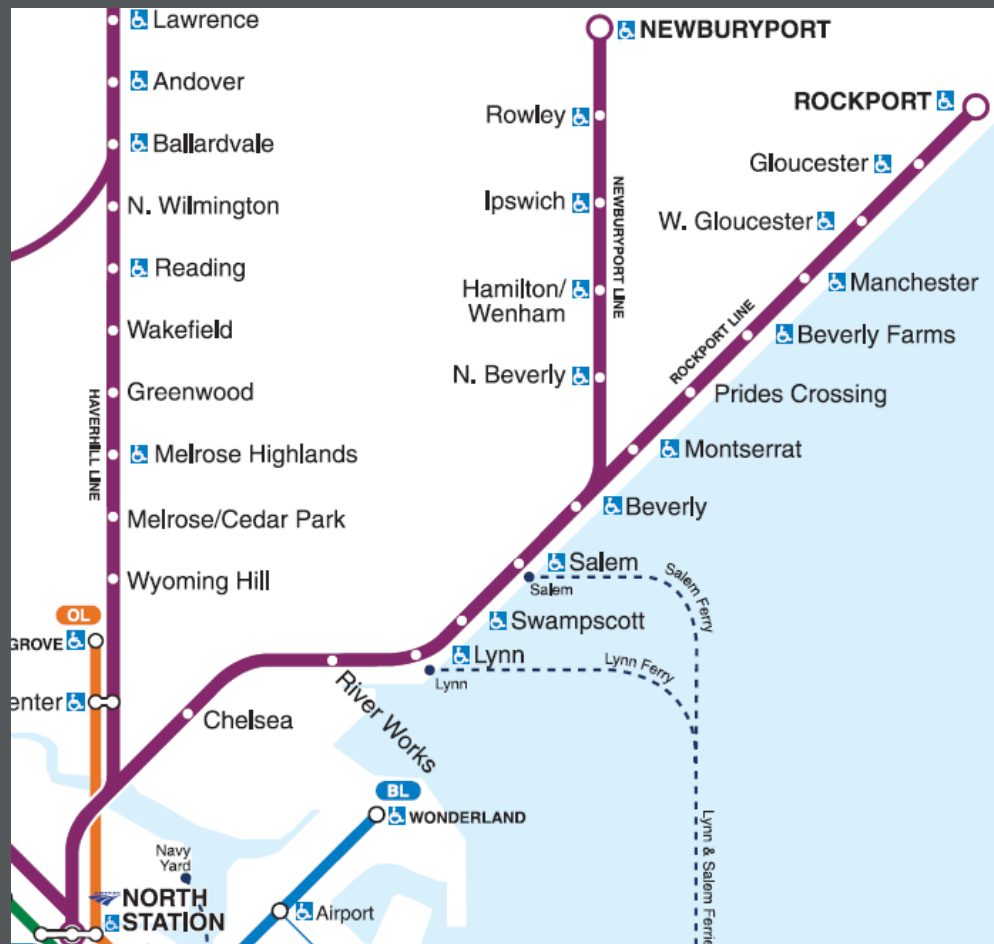 Lawrence
Andover
Ballardvale
N. Wilmington
Reading
Wakefield
Greenwood
Melrose Highlands
Melrose/Cedar Park
Wyoming Hill
HAVERHILL LINE
OL
GROVE
enter
Chelsea
River Works
Lynn
Swampscott
Salem
Beverly
NEWBURYPORT
Rowley
Ipswich
Hamilton/
Wenham
N. Beverly
NEWBURYPORT LINE
ROCKPORT
Gloucester
W. Gloucester
Manchester
Beverly Farms
Prides Crossing
Montserrat
ROCKPORT LINE
Salem
Salem Ferry
Lynn
Lynn Ferry
Lynn & Salem Ferrie
BL
WONDERLAND
Airport
Navy
Yard
NORTH
STATION